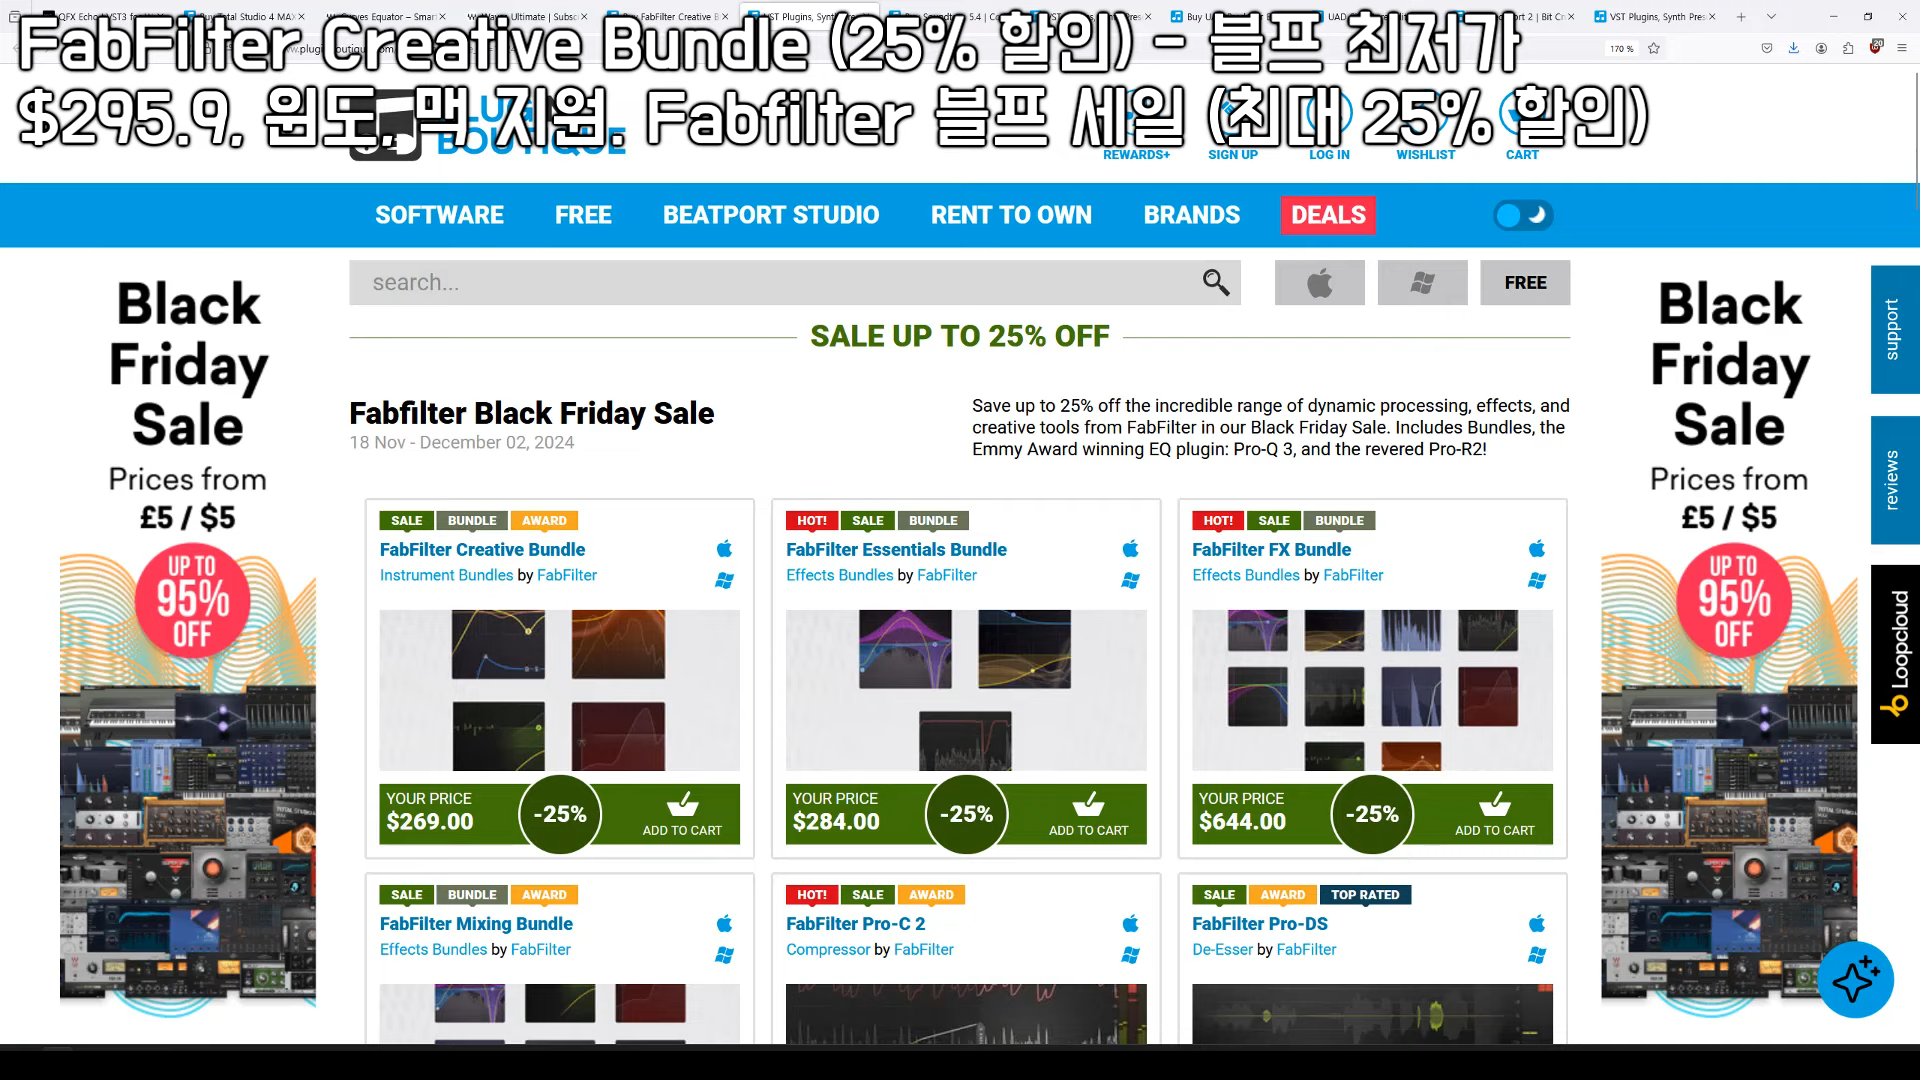 FabFilter Creative Bundle (25% 할인) - 블프 최저가
$295.9, 윈도, 맥 지원. Fabfilter 블프 세일 (최대 25% 할인)
170 %
BOUTIQUE
REWARDS+ SIGN UP LOG IN WISHLIST CART
SOFTWARE FREE BEATPORT STUDIO RENT TO OWN BRANDS DEALS
search...
FREE
SALE UP TO 25% OFF
Fabfilter Black Friday Sale
18 Nov - December 02, 2024
Save up to 25% off the incredible range of dynamic processing, effects, and
creative tools from FabFilter in our Black Friday Sale. Includes Bundles, the
Emmy Award winning EQ plugin: Pro-Q 3, and the revered Pro-R2!
Black
Friday
Sale
Prices from
£5 / $5
UP TO
95%
OFF
SALE BUNDLE AWARD
FabFilter Creative Bundle
Instrument Bundles by FabFilter
YOUR PRICE
$269.00
-25%
ADD TO CART
HOT! SALE BUNDLE
FabFilter Essentials Bundle
Effects Bundles by FabFilter
YOUR PRICE
$284.00
-25%
ADD TO CART
HOT! SALE BUNDLE
FabFilter FX Bundle
Effects Bundles by FabFilter
YOUR PRICE
$644.00
-25%
ADD TO CART
SALE BUNDLE AWARD
FabFilter Mixing Bundle
Effects Bundles by FabFilter
HOT! SALE AWARD
FabFilter Pro-C 2
Compressor by FabFilter
SALE AWARD TOP RATED
FabFilter Pro-DS
De-Esser by FabFilter
Black
Friday
Sale
Prices from
£5 / $5
UP TO
95%
OFF
support
reviews
Loopcloud